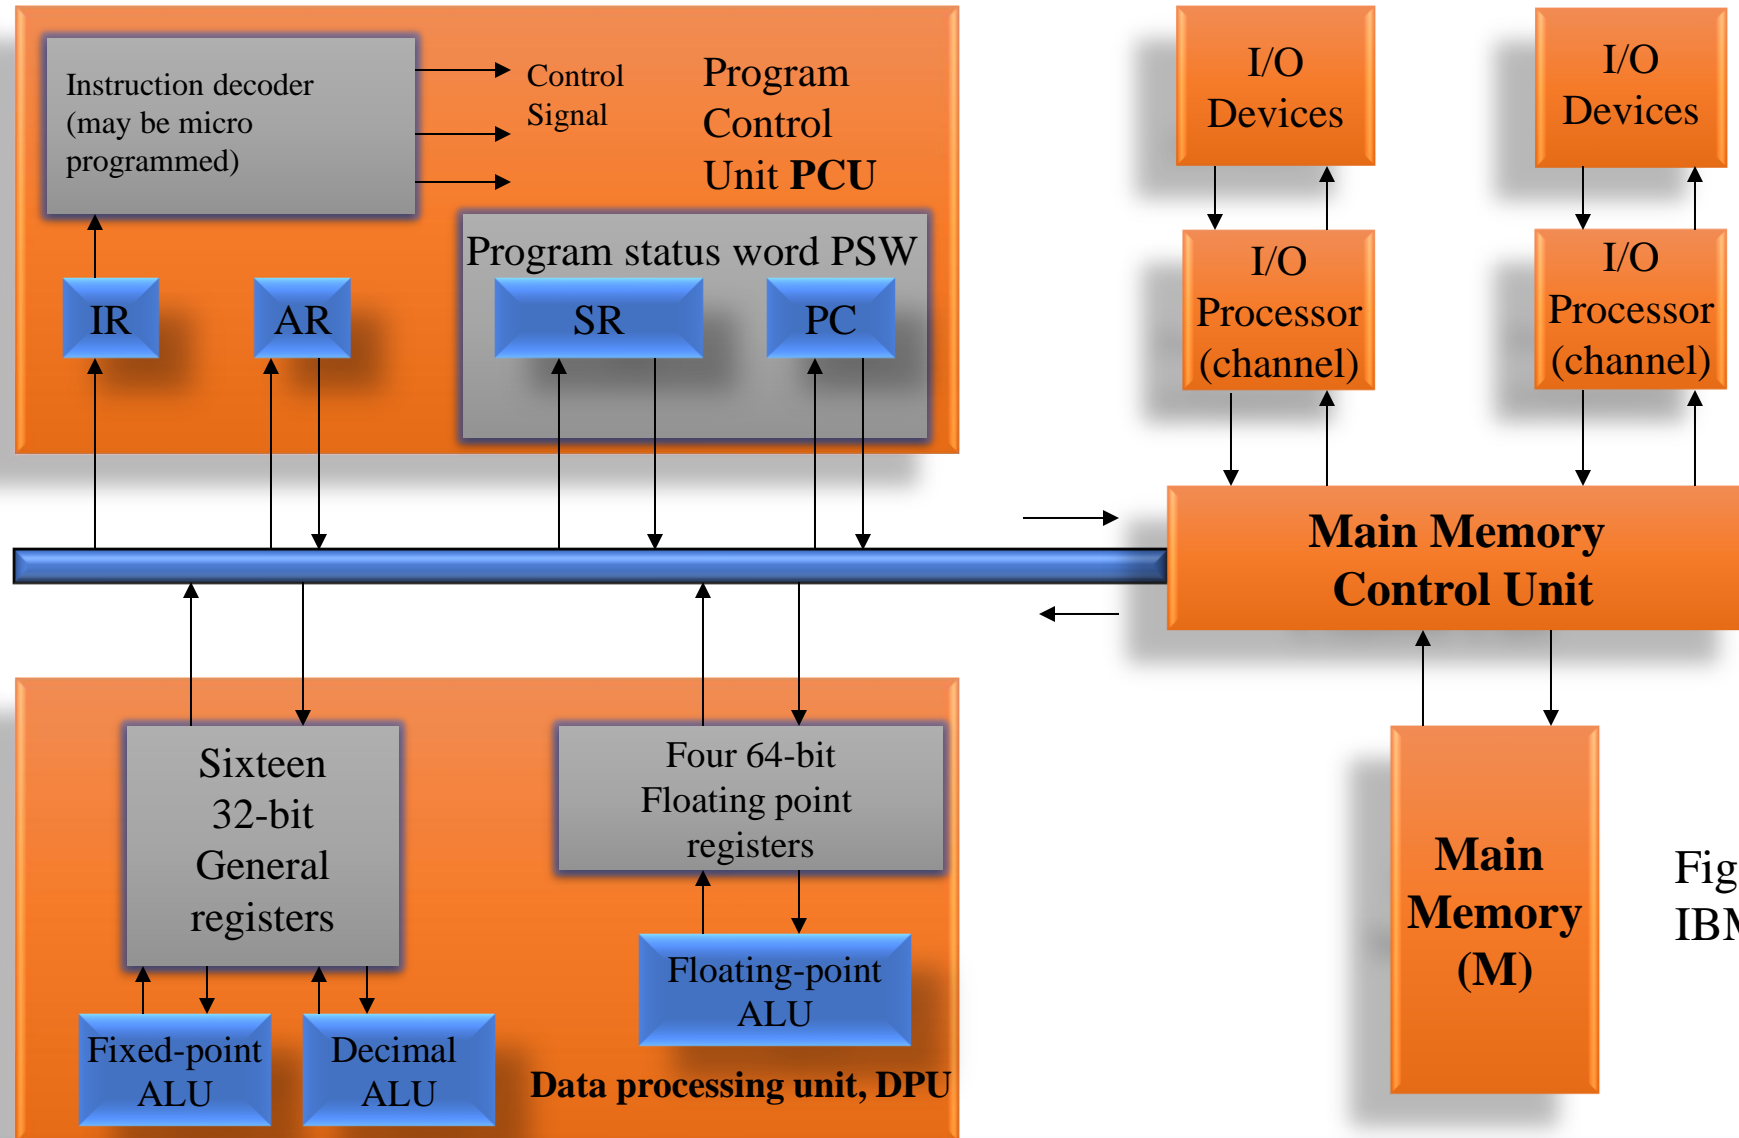 Instruction decoder
(may be micro
programmed)
Control
Signal
Program
Control
Unit PCU
Program status word PSW
IR
AR
SR
PC
I/O
Devices
I/O
Devices
I/O
Processor
(channel)
I/O
Processor
(channel)
Main Memory
Control Unit
Sixteen
32-bit
General
registers
Four 64-bit
Floating point
registers
Fixed-point
ALU
Decimal
ALU
Floating-point
ALU
Data processing unit, DPU
Main
Memory
(M)
Fig